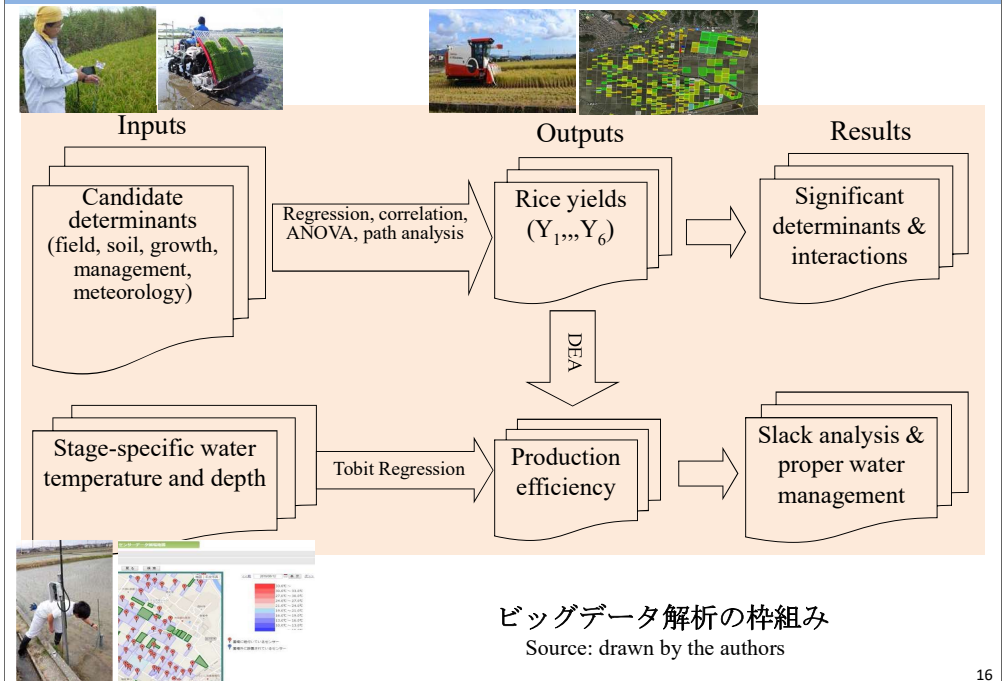 Inputs
Outputs
Results
Candidate
determinants
(field, soil, growth,
management,
meteorology)
Regression, correlation,
ANOVA, path analysis
Rice yields
(Y1,,,Y6)
Significant
determinants &
interactions
DEA
Stage-specific water
temperature and depth
Tobit Regression
Production
efficiency
Slack analysis &
proper water
management
ビッグデータ解析の枠組み
Source: drawn by the authors
16